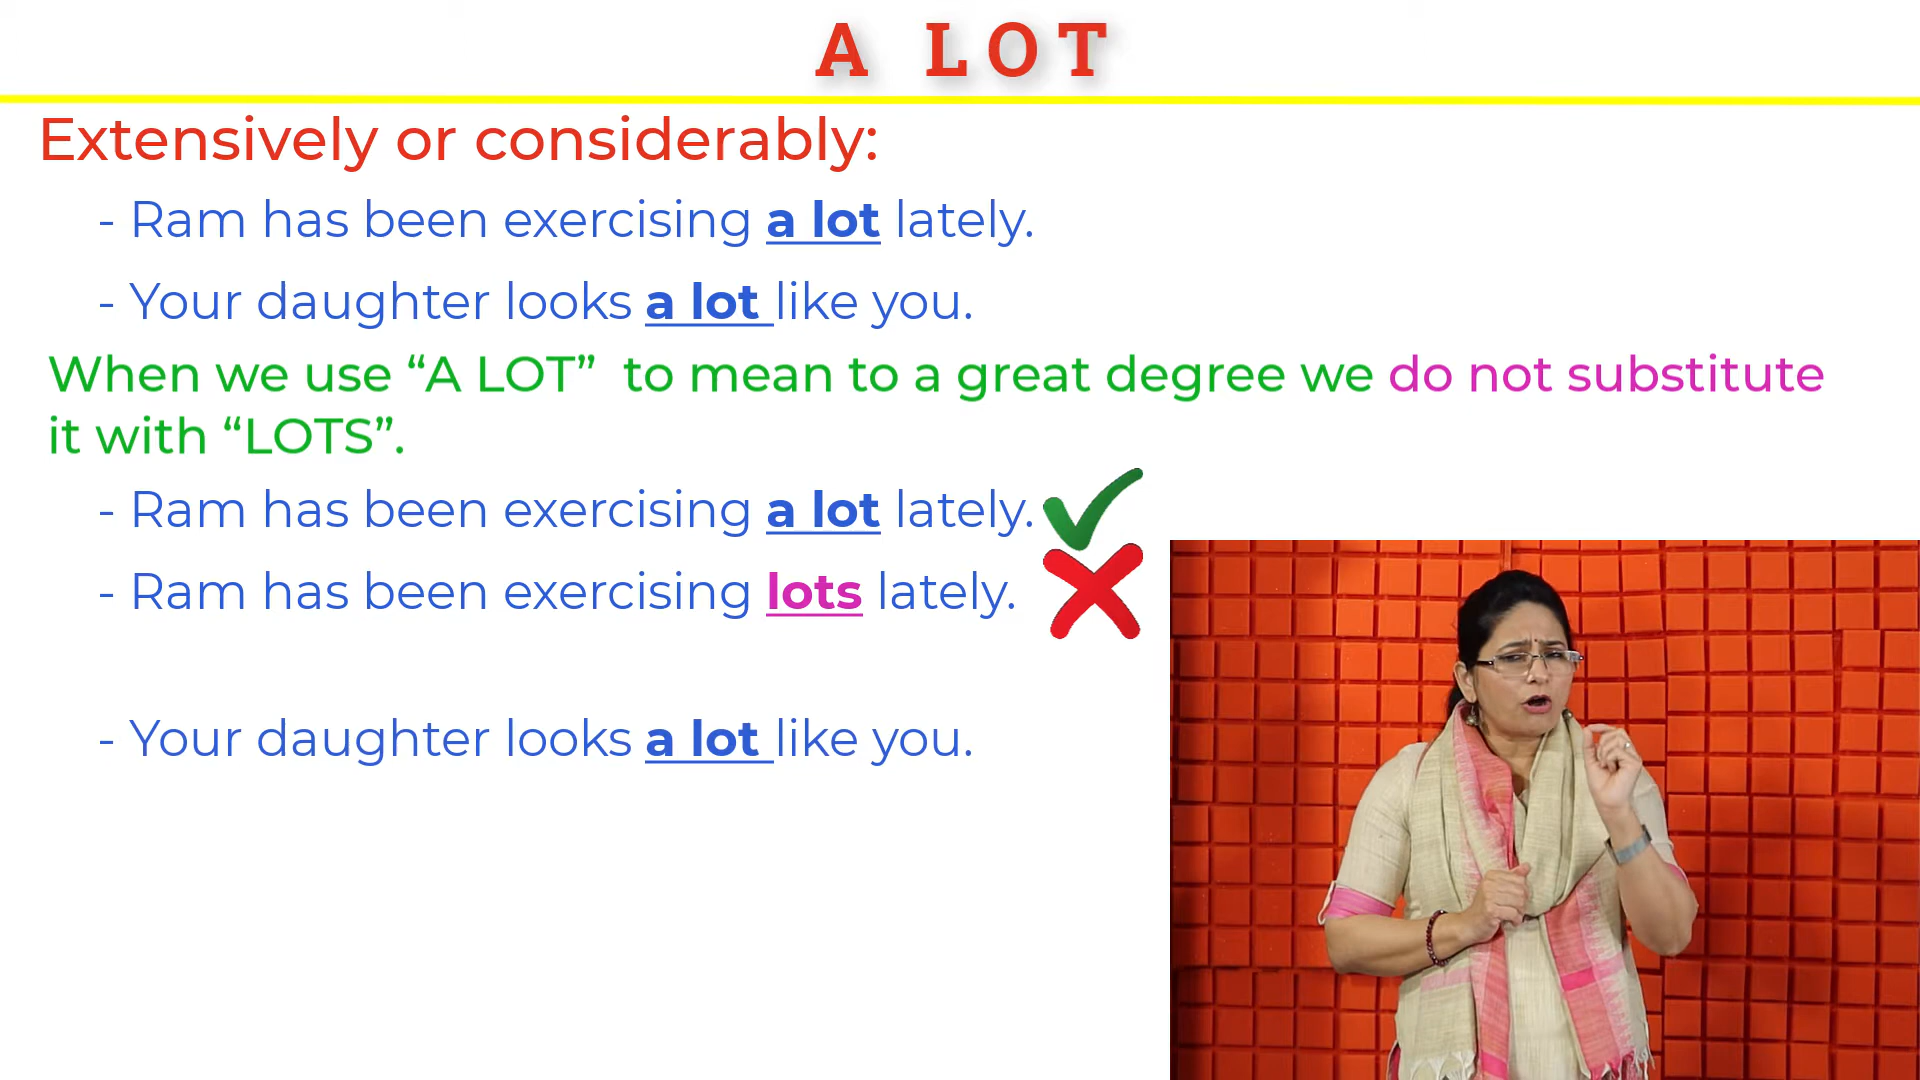 A LOT
Extensively or considerably:
- Ram has been exercising a lot lately.
- Your daughter looks a lot like you.
When we use “A LOT” to mean to a great degree we do not substitute
it with “LOTS”.
- Ram has been exercising a lot lately.
- Ram has been exercising lots lately.
- Your daughter looks a lot like you.